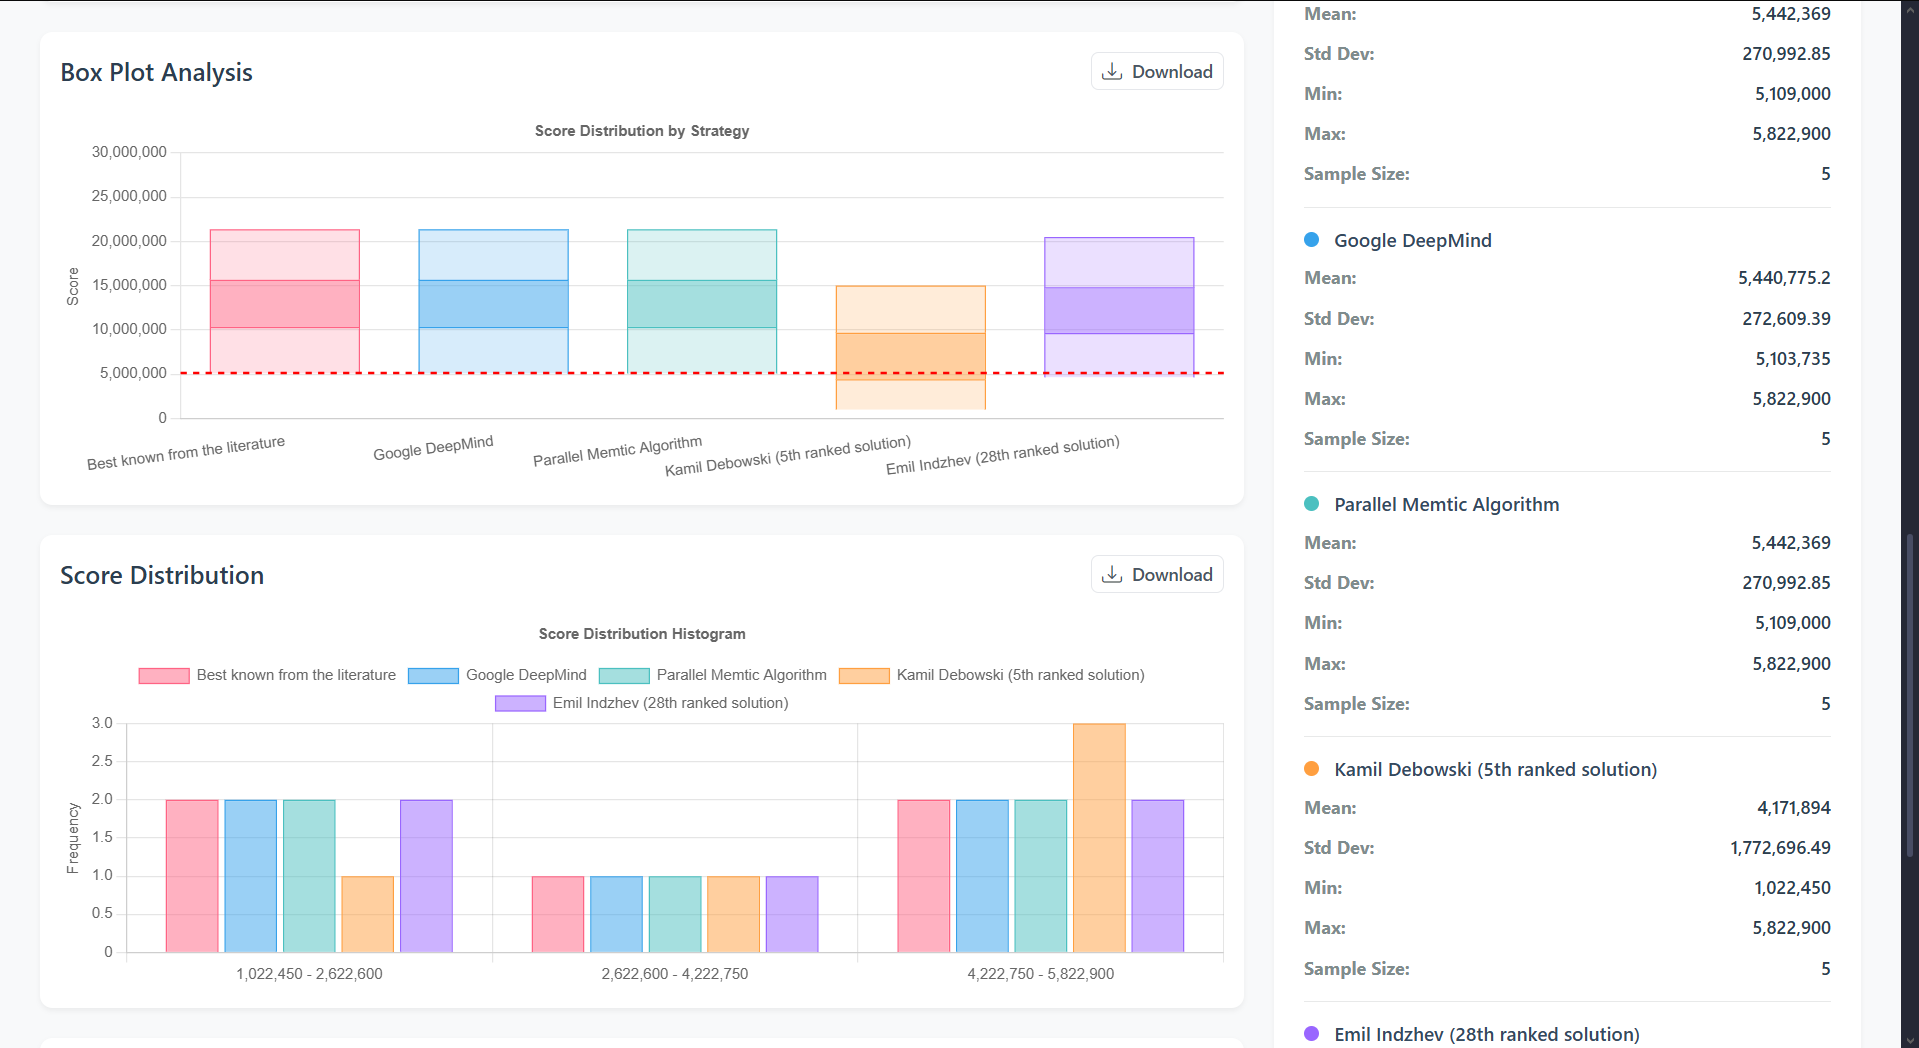 Box Plot Analysis
Download
Score Distribution by Strategy
30,000,000
25,000,000
20,000,000
15,000,000
10,000,000
5,000,000
0
Score
Best known from the literature
Google DeepMind
Parallel Memtic Algorithm
Kamil Debowski (5th ranked solution)
Emil Indzhev (28th ranked solution)
Score Distribution
Download
Score Distribution Histogram
Best known from the literature
Google DeepMind
Parallel Memtic Algorithm
Kamil Debowski (5th ranked solution)
Emil Indzhev (28th ranked solution)
3.0
2.5
2.0
1.5
1.0
0.5
0
Frequency
1,022,450 - 2,622,600
2,622,600 - 4,222,750
4,222,750 - 5,822,900
Mean: 5,442,369
Std Dev: 270,992.85
Min: 5,109,000
Max: 5,822,900
Sample Size: 5
Google DeepMind
Mean: 5,440,775.2
Std Dev: 272,609.39
Min: 5,103,735
Max: 5,822,900
Sample Size: 5
Parallel Memtic Algorithm
Mean: 5,442,369
Std Dev: 270,992.85
Min: 5,109,000
Max: 5,822,900
Sample Size: 5
Kamil Debowski (5th ranked solution)
Mean: 4,171,894
Std Dev: 1,772,696.49
Min: 1,022,450
Max: 5,822,900
Sample Size: 5
Emil Indzhev (28th ranked solution)